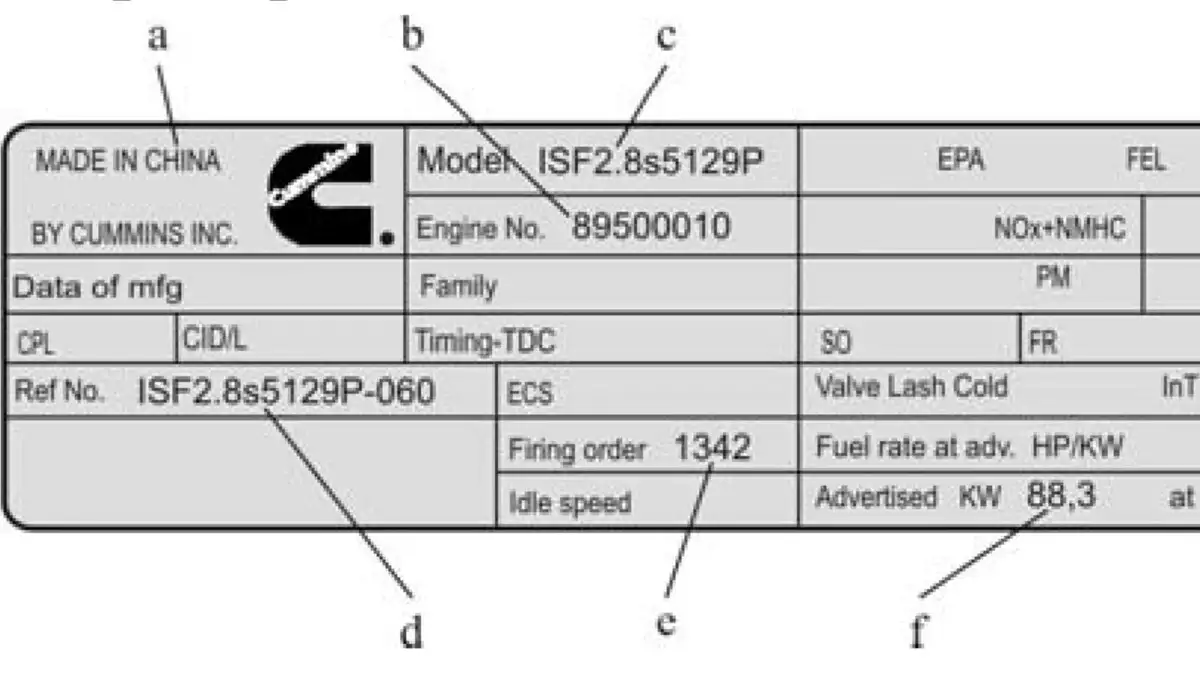 a b c
MADE IN CHINA
Cummins
BY CUMMINS INC.
Model ISF2.8s5129P
EPA FEL
Engine No. 89500010
NOx+NMHC
Data of mfg
Family
PM
CPL
CID/L
Timing-TDC
SO
FR
Ref No. ISF2.8s5129P-060
ECS
Valve Lash Cold InT
Firing order 1342
Fuel rate at adv. HP/KW
Idle speed
Advertised KW 88,3 at
d e f